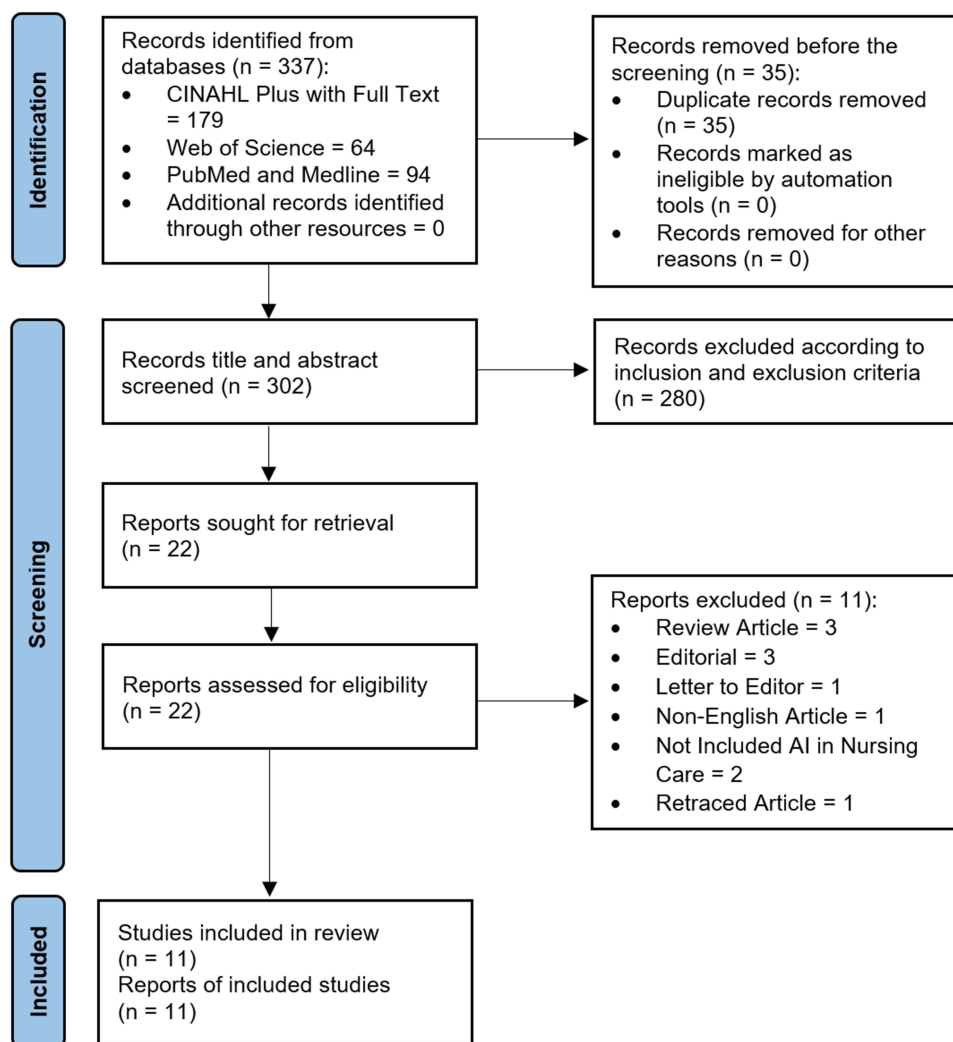 Identification
Records identified from
databases (n = 337):
• CINAHL Plus with Full Text
= 179
• Web of Science = 64
• PubMed and Medline = 94
• Additional records identified
through other resources = 0
Records removed before the
screening (n = 35):
• Duplicate records removed
(n = 35)
• Records marked as
ineligible by automation
tools (n = 0)
• Records removed for other
reasons (n = 0)
Screening
Records title and abstract
screened (n = 302)
Records excluded according to
inclusion and exclusion criteria
(n = 280)
Reports sought for retrieval
(n = 22)
Reports assessed for eligibility
(n = 22)
Reports excluded (n = 11):
• Review Article = 3
• Editorial = 3
• Letter to Editor = 1
• Non-English Article = 1
• Not Included AI in Nursing
Care = 2
• Retraced Article = 1
Included
Studies included in review
(n = 11)
Reports of included studies
(n = 11)